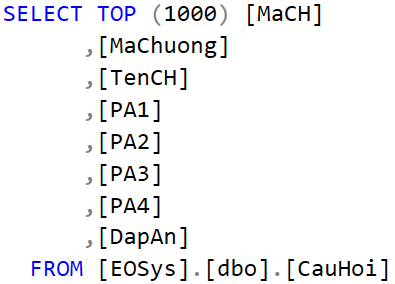 SELECT TOP (1000) [MaCH]
,[MaChuong]
,[TenCH]
,[PA1]
,[PA2]
,[PA3]
,[PA4]
,[DapAn]
FROM [EOSys].[dbo].[CauHoi]